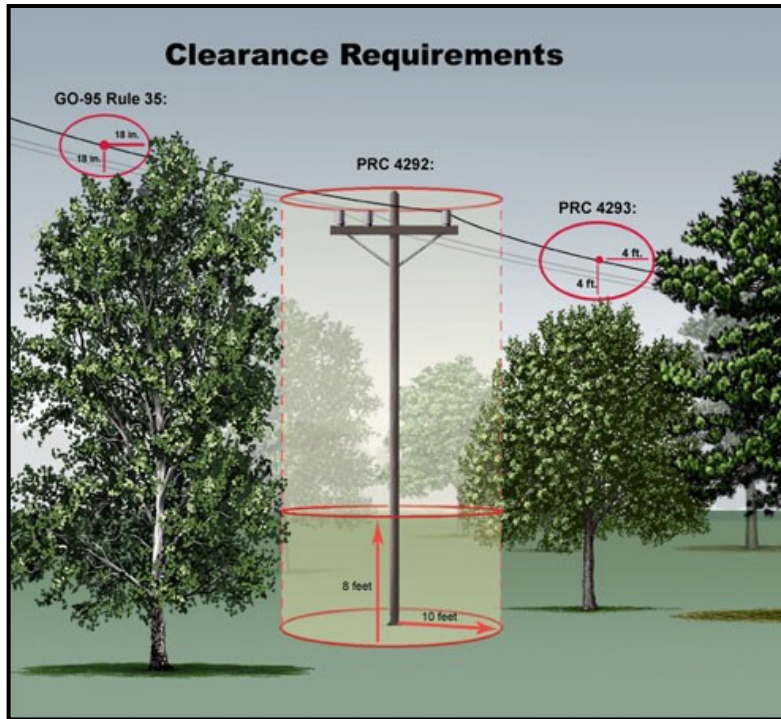 Clearance Requirements
GO-95 Rule 35:
18 in.
18 in.
PRC 4292:
PRC 4293:
4 ft.
4 ft.
8 feet
10 feet